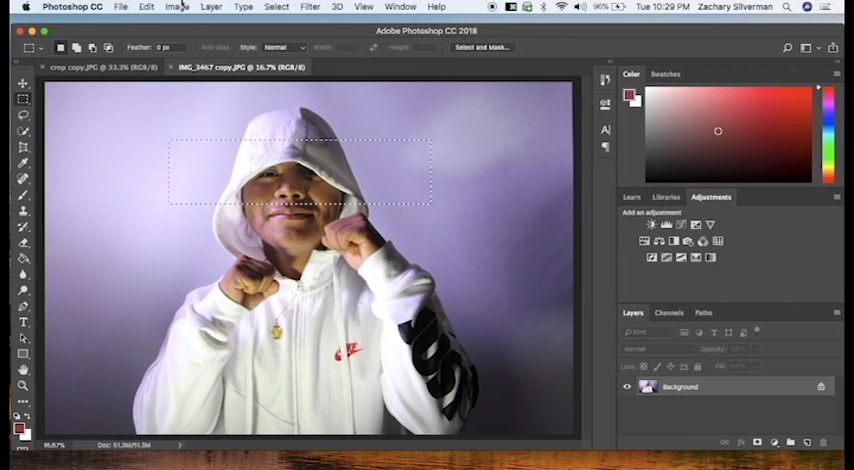 Photoshop CC File Edit Image Layer Type Select Filter 3D View Window Help 96% Tue 10:29 PM Zachary Silverman
Adobe Photoshop CC 2018
Feather: 0 px Anti-alias Style: Normal Width: Height: Select and Mask...
crop copy.JPG @ 33.3% (RGB/8) IMG_3467 copy.JPG @ 16.7% (RGB/8)
Color Swatches
Learn Libraries Adjustments
Add an adjustment
Layers Channels Paths
Kind
Normal Opacity: 100%
Lock: Fill: 100%
Background
16.67% Doc: 51.3M/51.3M